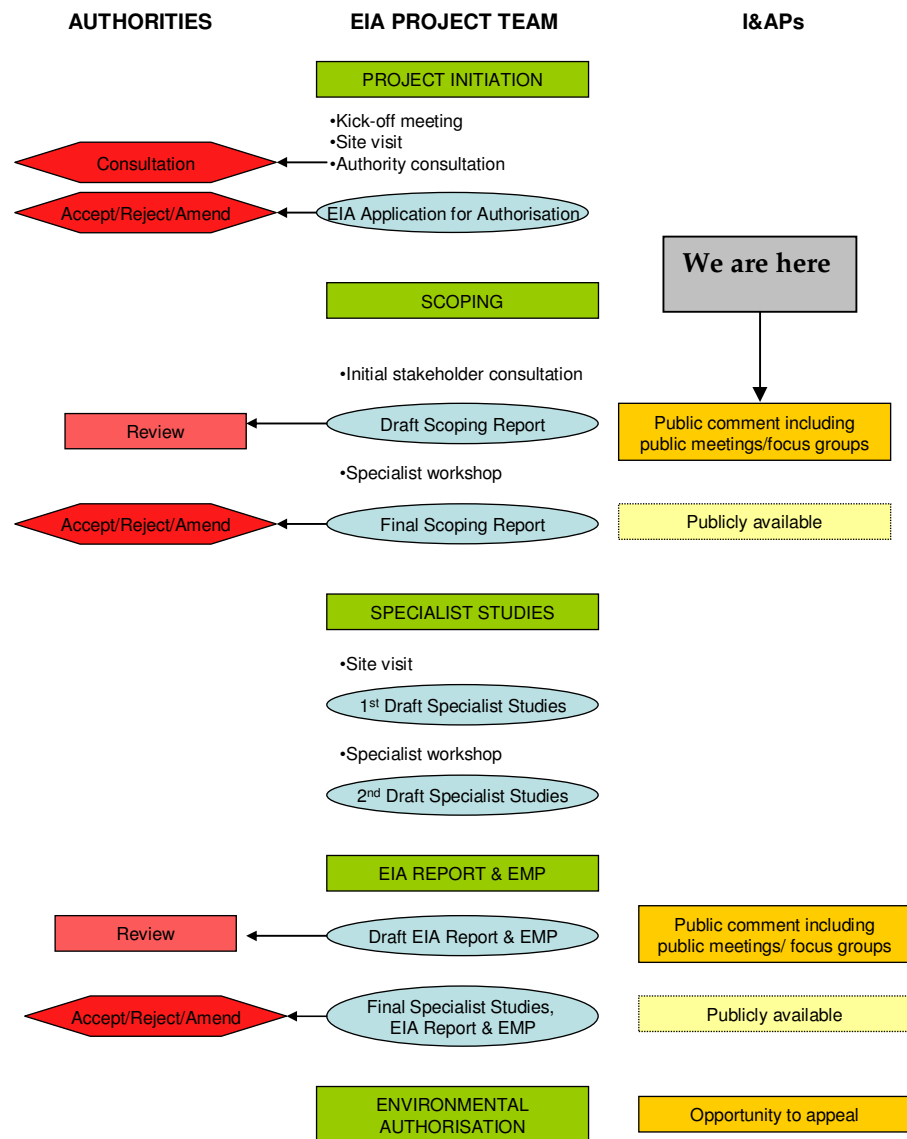 AUTHORITIES EIA PROJECT TEAM I&APs
PROJECT INITIATION
•Kick-off meeting
•Site visit
•Authority consultation
Consultation
Accept/Reject/Amend
EIA Application for Authorisation
We are here
SCOPING
•Initial stakeholder consultation
Review
Draft Scoping Report
Public comment including
public meetings/focus groups
•Specialist workshop
Accept/Reject/Amend
Final Scoping Report
Publicly available
SPECIALIST STUDIES
•Site visit
1st Draft Specialist Studies
•Specialist workshop
2nd Draft Specialist Studies
EIA REPORT & EMP
Review
Draft EIA Report & EMP
Public comment including
public meetings/ focus groups
Accept/Reject/Amend
Final Specialist Studies,
EIA Report & EMP
Publicly available
ENVIRONMENTAL
AUTHORISATION
Opportunity to appeal